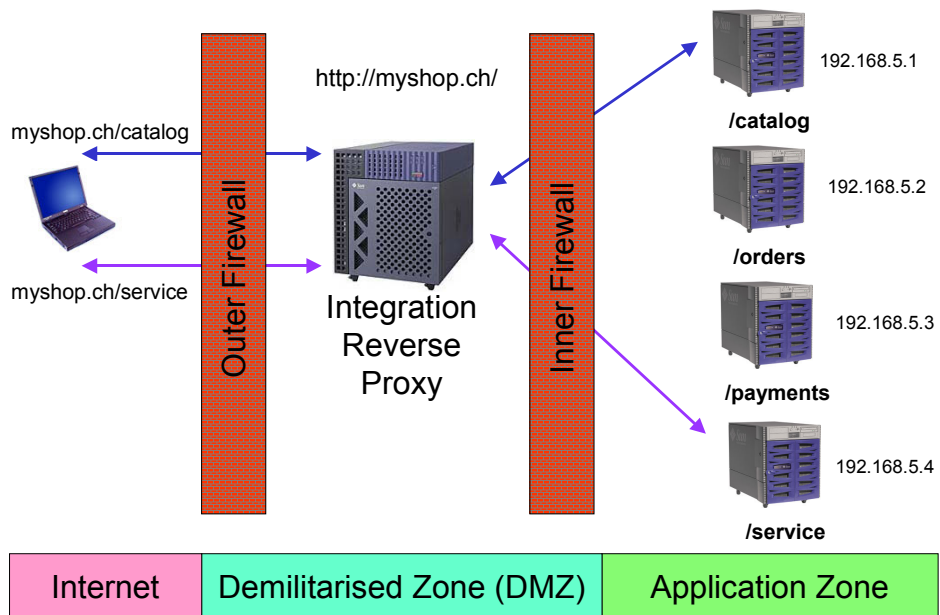 http://myshop.ch/
myshop.ch/catalog
myshop.ch/service
Outer Firewall
Integration
Reverse
Proxy
Inner Firewall
192.168.5.1
/catalog
192.168.5.2
/orders
192.168.5.3
/payments
192.168.5.4
/service
Internet
Demilitarised Zone (DMZ)
Application Zone